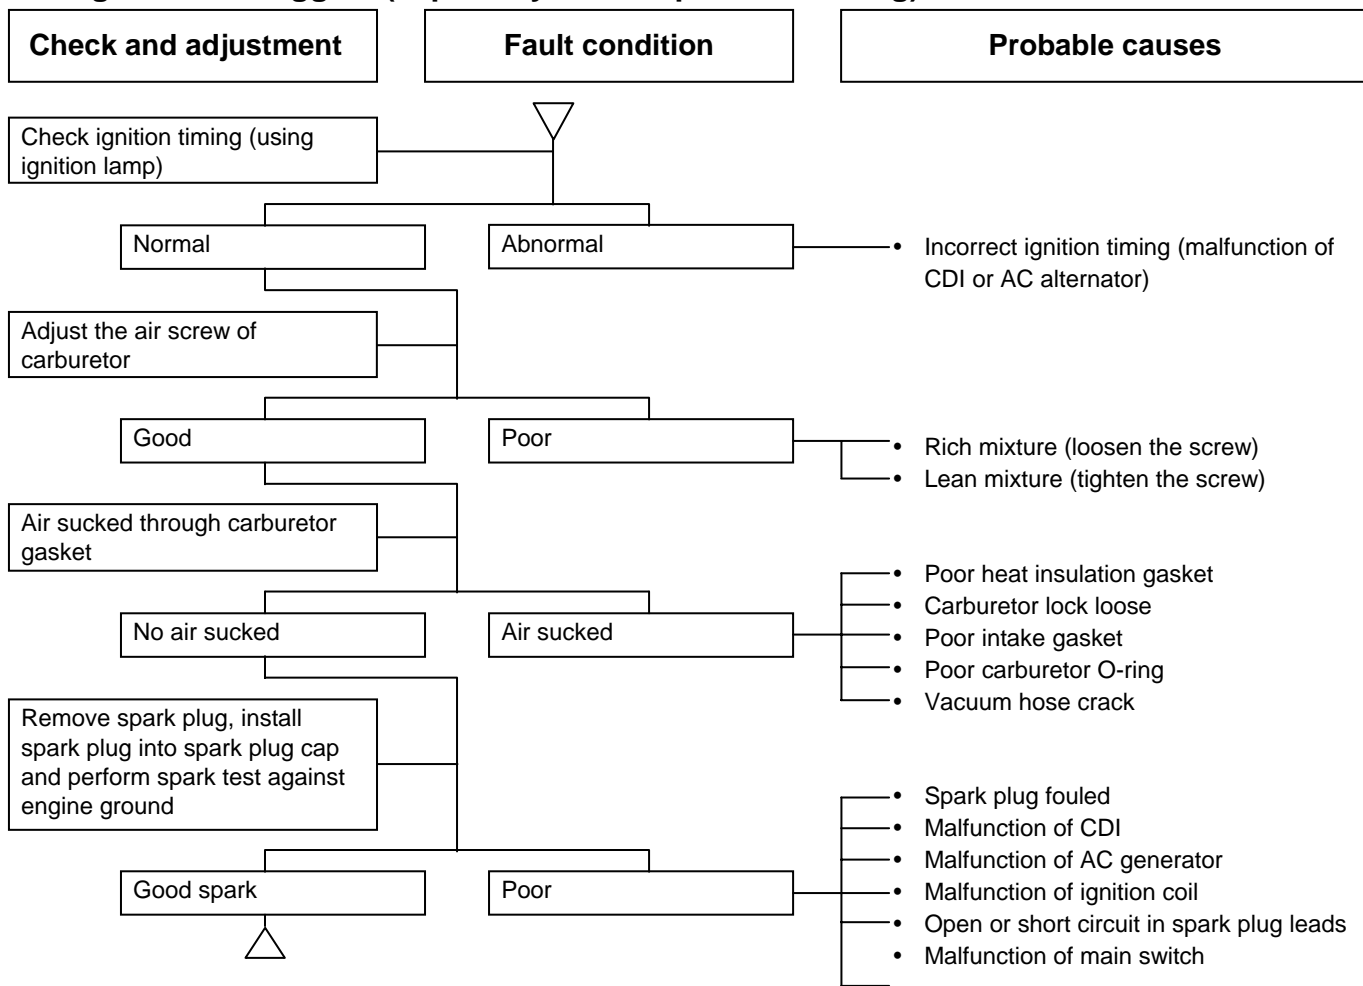 Check and adjustment
Fault condition
Probable causes
Check ignition timing (using
ignition lamp)
Normal
Abnormal
• Incorrect ignition timing (malfunction of
CDI or AC alternator)
Adjust the air screw of
carburetor
Good
Poor
• Rich mixture (loosen the screw)
• Lean mixture (tighten the screw)
Air sucked through carburetor
gasket
No air sucked
Air sucked
• Poor heat insulation gasket
• Carburetor lock loose
• Poor intake gasket
• Poor carburetor O-ring
• Vacuum hose crack
Remove spark plug, install
spark plug into spark plug cap
and perform spark test against
engine ground
Good spark
Poor
• Spark plug fouled
• Malfunction of CDI
• Malfunction of AC generator
• Malfunction of ignition coil
• Open or short circuit in spark plug leads
• Malfunction of main switch